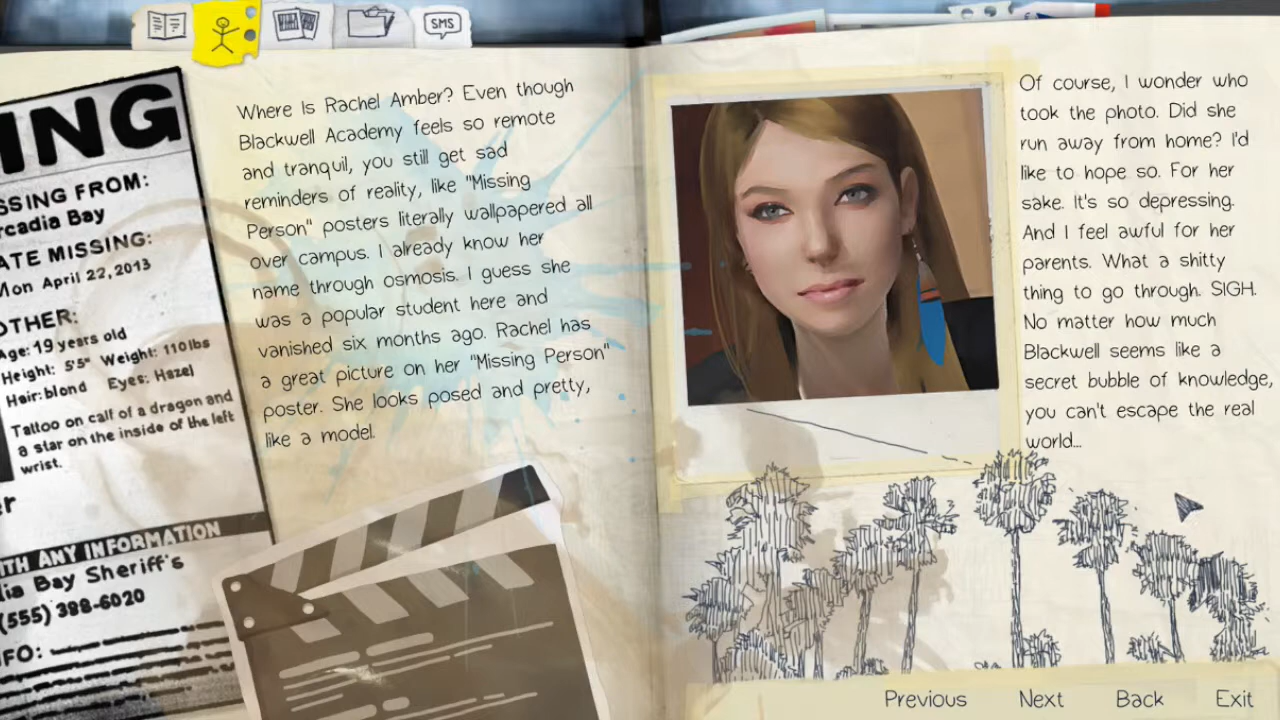 SMS
ING
SSING FROM:
rcadia Bay
ATE MISSING:
Mon April 22, 2013
OTHER:
Age: 19 years old
Height: 5'5" Weight: 110lbs
Hair: blond Eyes: Hazel
Tattoo on calf of a dragon and
a star on the inside of the left
wrist.
er
ITH ANY INFORMATION
lia Bay Sheriff's
(555) 388-6020
FO:
Where Is Rachel Amber? Even though
Blackwell Academy feels so remote
and tranquil, you still get sad
reminders of reality, like "Missing
Person" posters literally wallpapered all
over campus. I already know her
name through osmosis. I guess she
was a popular student here and
vanished six months ago. Rachel has
a great picture on her "Missing Person"
poster. She looks posed and pretty,
like a model.
Of course, I wonder who
took the photo. Did she
run away from home? I'd
like to hope so. For her
sake. It's so depressing.
And I feel awful for her
parents. What a shitty
thing to go through. SIGH.
No matter how much
Blackwell seems like a
secret bubble of knowledge,
you can't escape the real
world...
Previous Next Back Exit